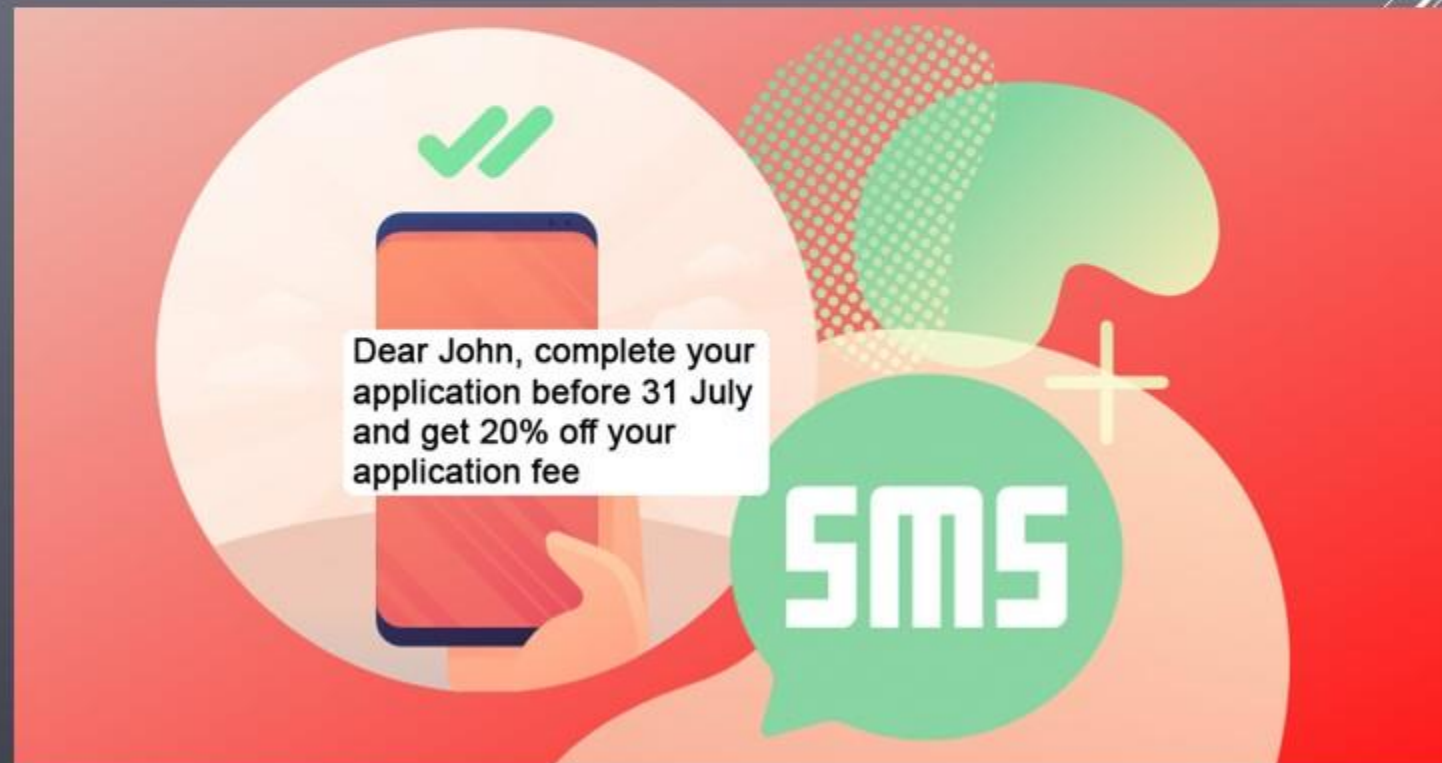 Dear John, complete your
application before 31 July
and get 20% off your
application fee
SMS